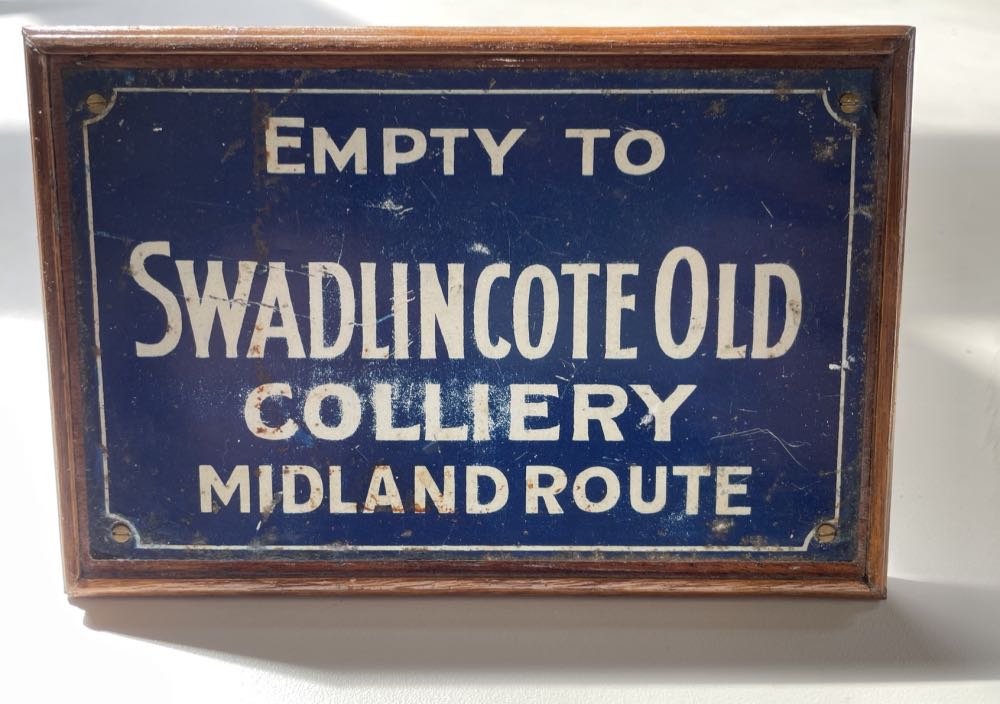 EMPTY TO
SWADLINCOTE OLD
COLLIERY
MIDLAND ROUTE